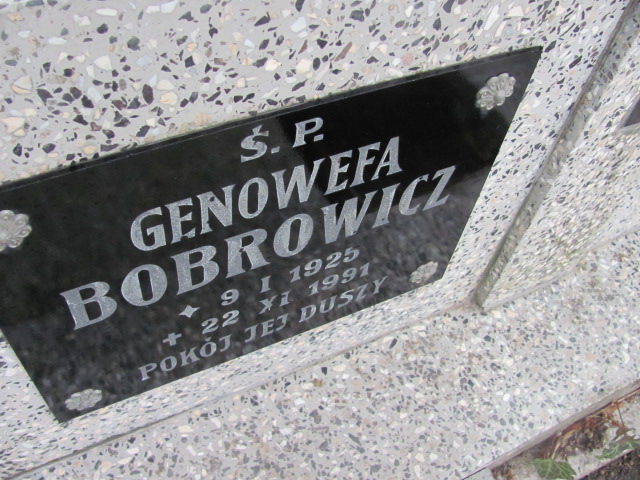 Ś. P.
GENOWEFA
BOBROWICZ
✦ 9 I 1925
+ 22 XI 1991
POKÓJ JEJ DUSZY